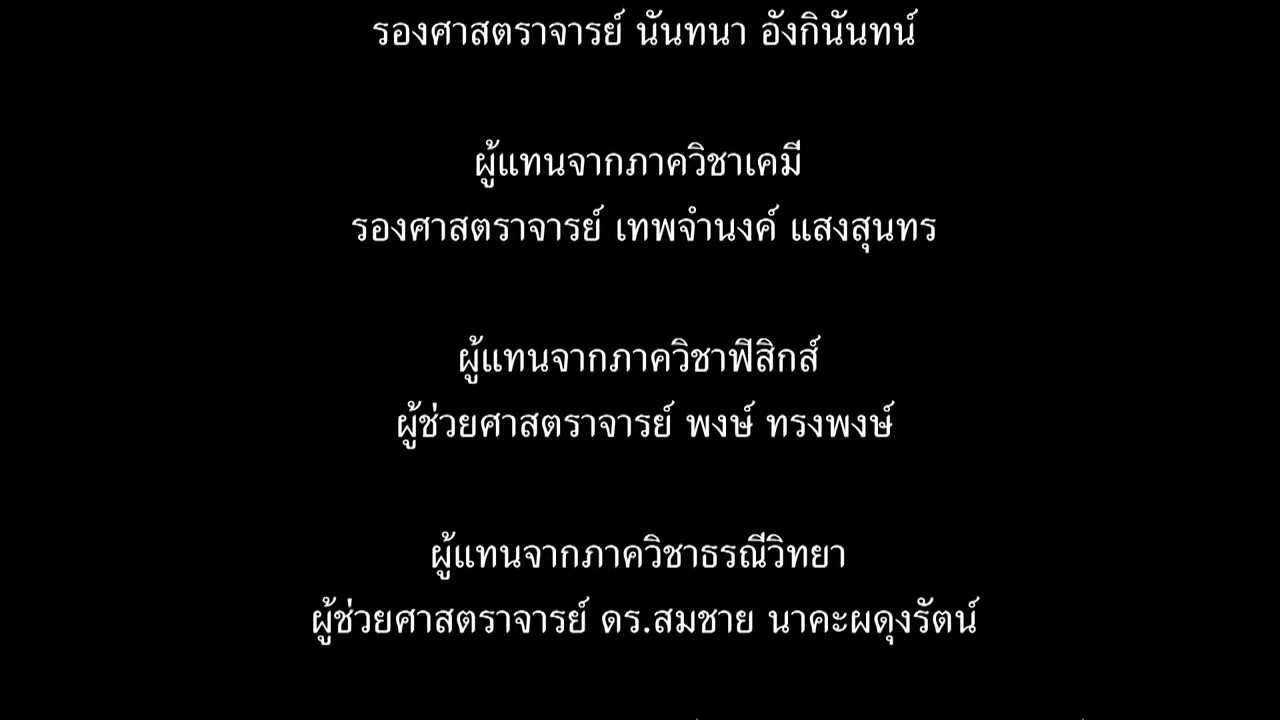 รองศาสตราจารย์ นันทนา อังกินันทน์
ผู้แทนจากภาควิชาเคมี
รองศาสตราจารย์ เทพจำนงค์ แสงสุนทร
ผู้แทนจากภาควิชาฟิสิกส์
ผู้ช่วยศาสตราจารย์ พงษ์ ทรงพงษ์
ผู้แทนจากภาควิชาธรณีวิทยา
ผู้ช่วยศาสตราจารย์ ดร.สมชาย นาคะผดุงรัตน์